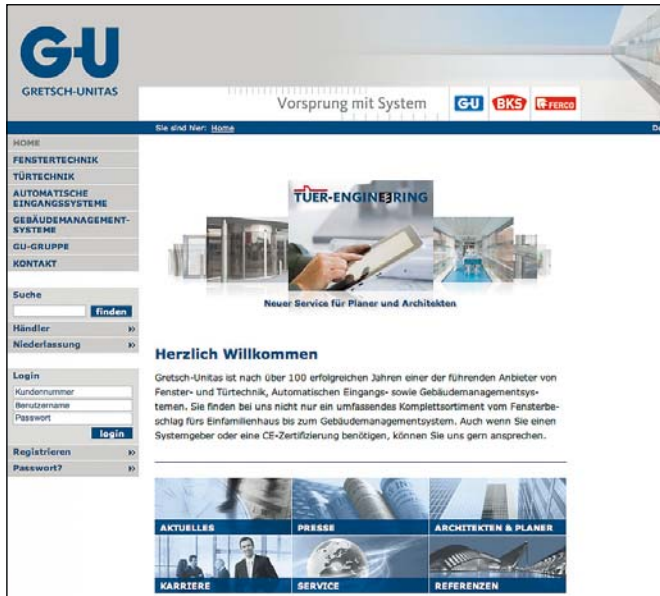 G-U
GRETSCH-UNITAS
Vorsprung mit System
G-U BKS FERCO
Sie sind hier: Home
HOME
FENSTERTECHNIK
TÜRTECHNIK
AUTOMATISCHE
EINGANGSSYSTEME
GEBÄUDEMANAGEMENT-
SYSTEME
GU-GRUPPE
KONTAKT
Suche
finden
Händler »
Niederlassung »
Login
Kundennummer
Benutzername
Passwort
login
Registrieren »
Passwort? »
TÜER-ENGINEERING
Neuer Service für Planer und Architekten
Herzlich Willkommen
Gretsch-Unitas ist nach über 100 erfolgreichen Jahren einer der führenden Anbieter von
Fenster- und Türtechnik, Automatischen Eingangs- sowie Gebäudemanagementsys-
temen. Sie finden bei uns nicht nur ein umfassendes Komplettsortiment vom Fensterbe-
schlag fürs Einfamilienhaus bis zum Gebäudemanagementsystem. Auch wenn Sie einen
Systemgeber oder eine CE-Zertifizierung benötigen, können Sie uns gern ansprechen.
AKTUELLES
PRESSE
ARCHITEKTEN & PLANER
KARRIERE
SERVICE
REFERENZEN